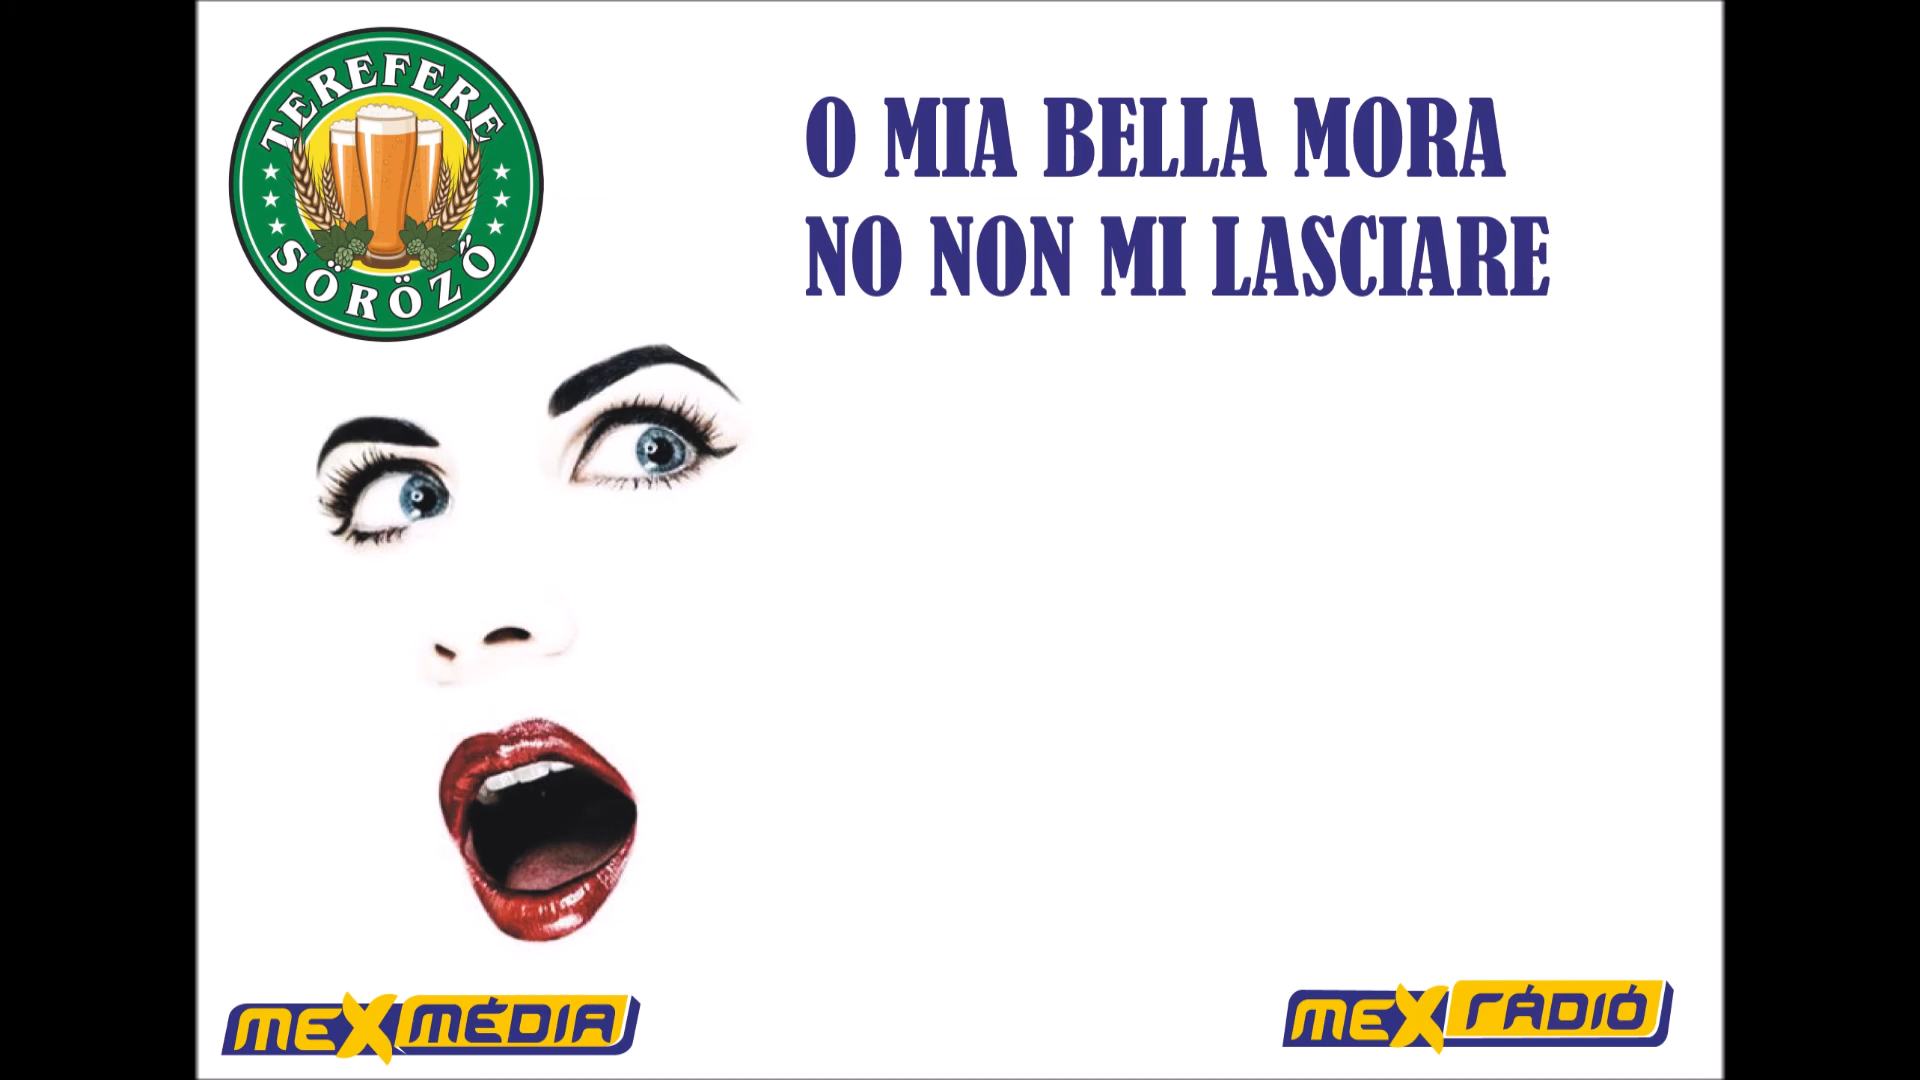 TEREFERE
SÖRÖZŐ
O MIA BELLA MORA
NO NON MI LASCIARE
MEX MÉDIA
MEX RÁDIÓ